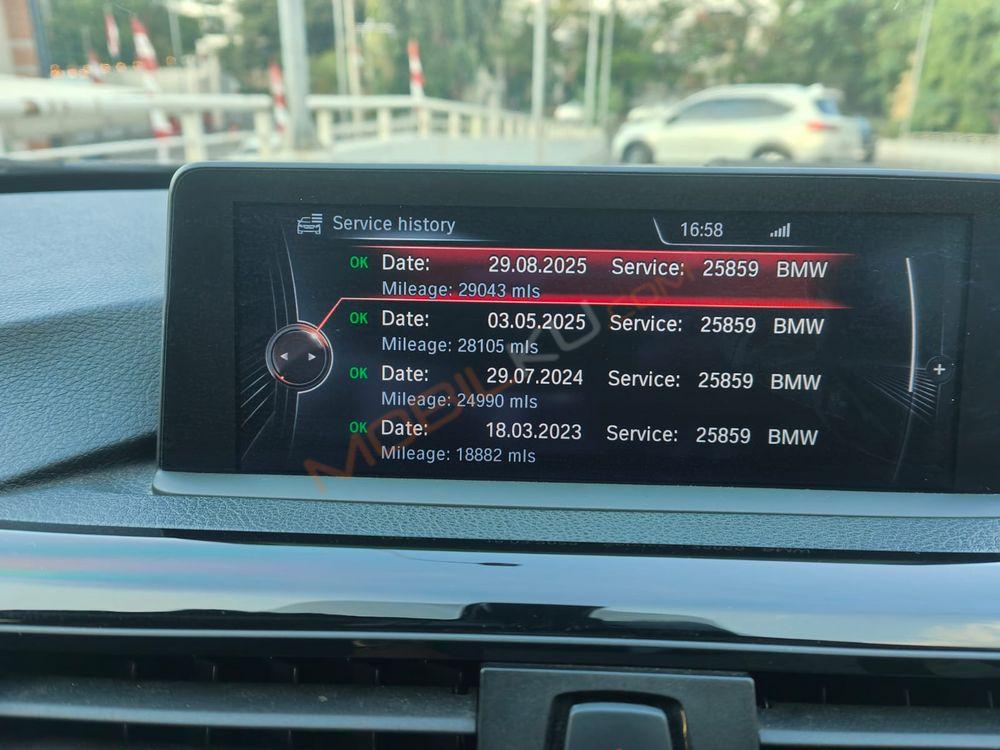 Service history
16:58
OK Date: 29.08.2025 Service: 25859 BMW
Mileage: 29043 mls
OK Date: 03.05.2025 Service: 25859 BMW
Mileage: 28105 mls
OK Date: 29.07.2024 Service: 25859 BMW
Mileage: 24990 mls
OK Date: 18.03.2023 Service: 25859 BMW
Mileage: 18882 mls
MOBILKU.COM